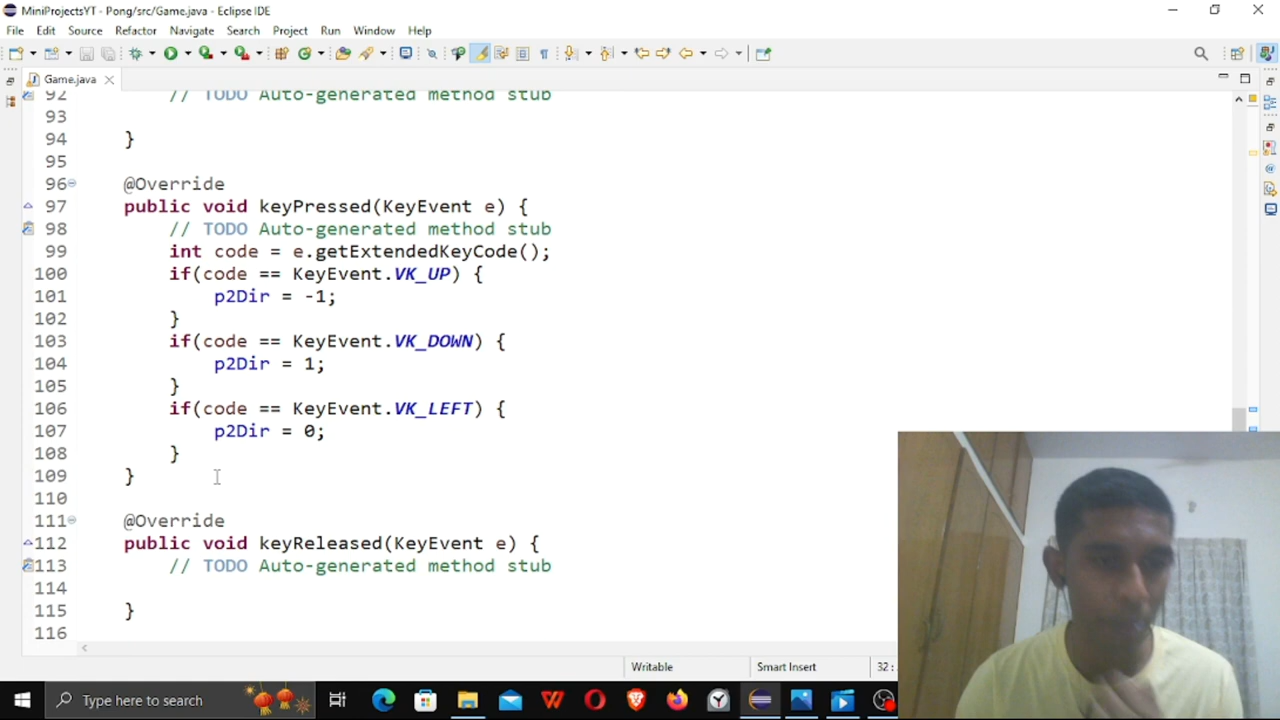 MiniProjectsYT - Pong/src/Game.java - Eclipse IDE
File Edit Source Refactor Navigate Search Project Run Window Help
Game.java
92 // TODO Auto-generated method stub
93
94 }
95
96 @Override
97 public void keyPressed(KeyEvent e) {
98 // TODO Auto-generated method stub
99 int code = e.getExtendedKeyCode();
100 if(code == KeyEvent.VK_UP) {
101 p2Dir = -1;
102 }
103 if(code == KeyEvent.VK_DOWN) {
104 p2Dir = 1;
105 }
106 if(code == KeyEvent.VK_LEFT) {
107 p2Dir = 0;
108 }
109 }
110
111 @Override
112 public void keyReleased(KeyEvent e) {
113 // TODO Auto-generated method stub
114
115 }
116
Writable Smart Insert 32:
Type here to search